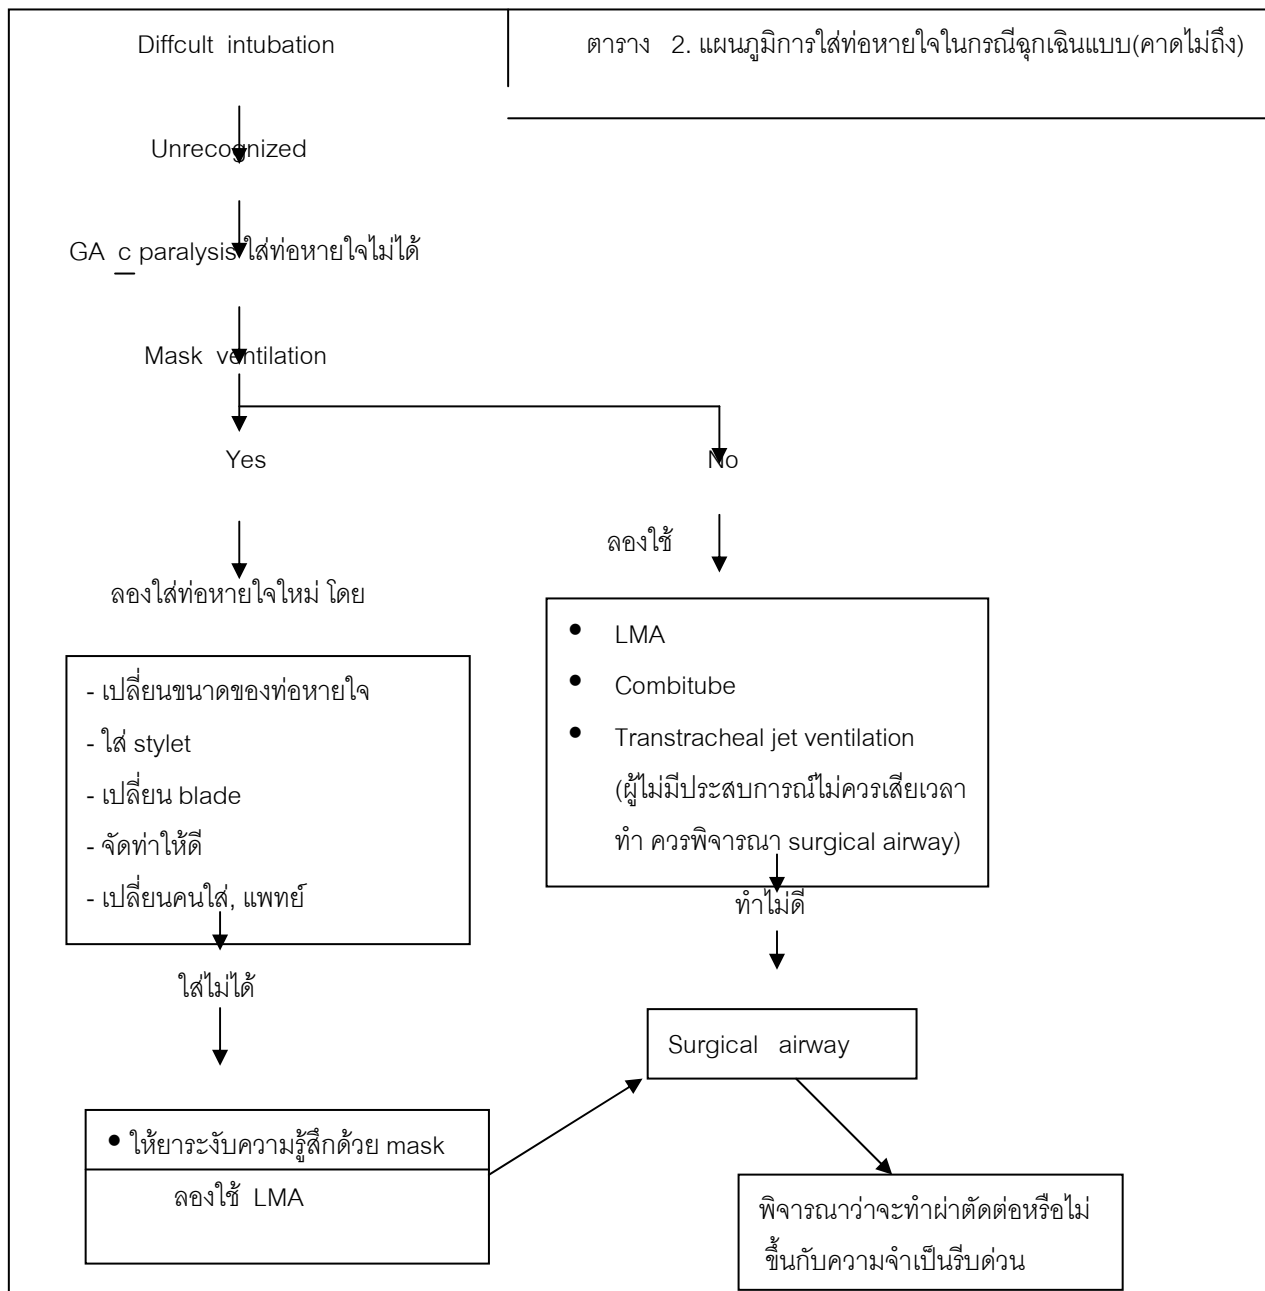 Diffcult intubation
ตาราง 2. แผนภูมิการใส่ท่อหายใจในกรณีฉุกเฉินแบบ(คาดไม่ถึง)
Unrecognized
GA c paralysis ใส่ท่อหายใจไม่ได้
Mask ventilation
Yes
No
ลองใส่ท่อหายใจใหม่ โดย
- เปลี่ยนขนาดของท่อหายใจ
- ใส่ stylet
- เปลี่ยน blade
- จัดท่าให้ดี
- เปลี่ยนคนใส่, แพทย์
ใส่ไม่ได้
• ให้ยาระงับความรู้สึกด้วย mask
ลองใช้ LMA
ลองใช้
• LMA
• Combitube
• Transtracheal jet ventilation
(ผู้ไม่มีประสบการณ์ไม่ควรเสียเวลา
ทำ ควรพิจารณา surgical airway)
ทำไม่ดี
Surgical airway
พิจารณาว่าจะทำผ่าตัดต่อหรือไม่
ขึ้นกับความจำเป็นรีบด่วน